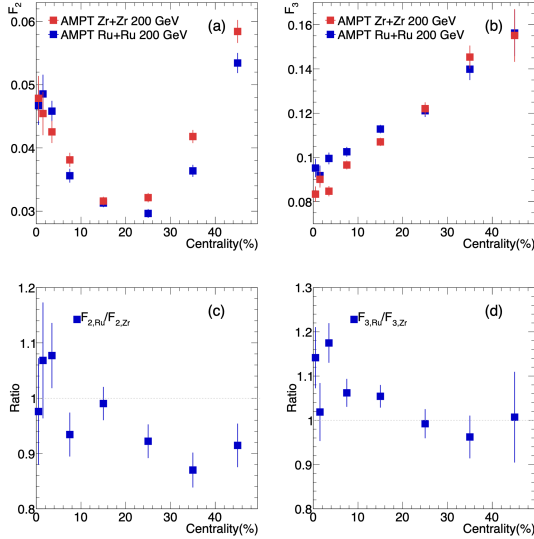 F2
0.06
0.05
0.04
0.03
AMPT Zr+Zr 200 GeV
AMPT Ru+Ru 200 GeV
(a)
0 10 20 30 40
Centrality(%)
F3
0.16
0.14
0.12
0.1
0.08
AMPT Zr+Zr 200 GeV
AMPT Ru+Ru 200 GeV
(b)
0 10 20 30 40
Centrality(%)
Ratio
1.2
1.1
1
0.9
0.8
F2,Ru/F2,Zr
(c)
0 10 20 30 40
Centrality(%)
Ratio
1.3
1.2
1.1
1
0.9
0.8
F3,Ru/F3,Zr
(d)
0 10 20 30 40
Centrality(%)